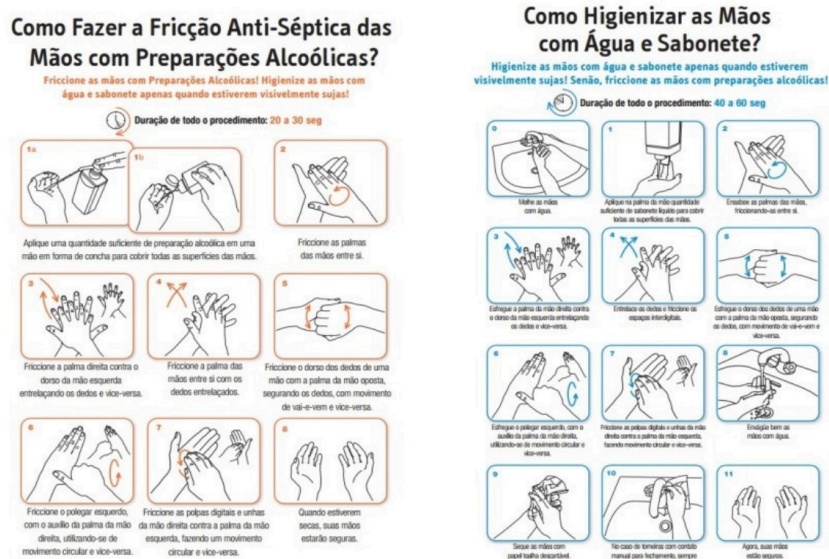 Como Fazer a Fricção Anti-Séptica das
Mãos com Preparações Alcoólicas?
Friccione as mãos com Preparações Alcoólicas! Higienize as mãos com
água e sabonete apenas quando estiverem visivelmente sujas!
Duração de todo o procedimento: 20 a 30 seg
1a
1b
2
Aplique uma quantidade suficiente de preparação alcoólica em uma
mão em forma de concha para cobrir todas as superfícies das mãos.
Friccione as palmas
das mãos entre si.
3
4
5
Friccione a palma direita contra o
dorso da mão esquerda
entrelaçando os dedos e vice-versa.
Friccione a palma das
mãos entre si com os
dedos entrelaçados.
Friccione o dorso dos dedos de uma
mão com a palma da mão oposta,
segurando os dedos, com movimento
de vai-e-vem e vice-versa.
6
7
8
Friccione o polegar esquerdo,
com o auxílio da palma da mão
direita, utilizando-se de
movimento circular e vice-versa.
Friccione as polpas digitais e unhas
da mão direita contra a palma da mão
esquerda, fazendo um movimento
circular e vice-versa.
Quando estiverem
secas, suas mãos
estarão seguras.
Como Higienizar as Mãos
com Água e Sabonete?
Higienize as mãos com água e sabonete apenas quando estiverem
visivelmente sujas! Senão, friccione as mãos com preparações alcoólicas!
Duração de todo o procedimento: 40 a 60 seg
0
1
2
Molhe as mãos
com água.
Aplique na palma da mão quantidade
suficiente de sabonete líquido para cobrir
todas as superfícies das mãos.
Ensaboe as palmas das mãos,
friccionando-as entre si.
3
4
5
Esfregue a palma da mão direita contra
o dorso da mão esquerda entrelaçando
os dedos e vice-versa.
Entrelace os dedos e friccione os
espaços interdigitais.
Esfregue o dorso dos dedos de uma mão
com a palma da mão oposta, segurando
os dedos, com movimento de vai-e-vem e
vice-versa.
6
7
8
Esfregue o polegar esquerdo, com o
auxílio da palma da mão direita,
utilizando-se de movimento circular e
vice-versa.
Friccione as polpas digitais e unhas da mão
direita contra a palma da mão esquerda,
fazendo movimento circular e vice-versa.
Enxágue bem as
mãos com água.
9
10
11
Seque as mãos com
papel toalha descartável.
No caso de torneiras com contato
manual para fechamento, sempre
Agora, suas mãos
estão seguras.